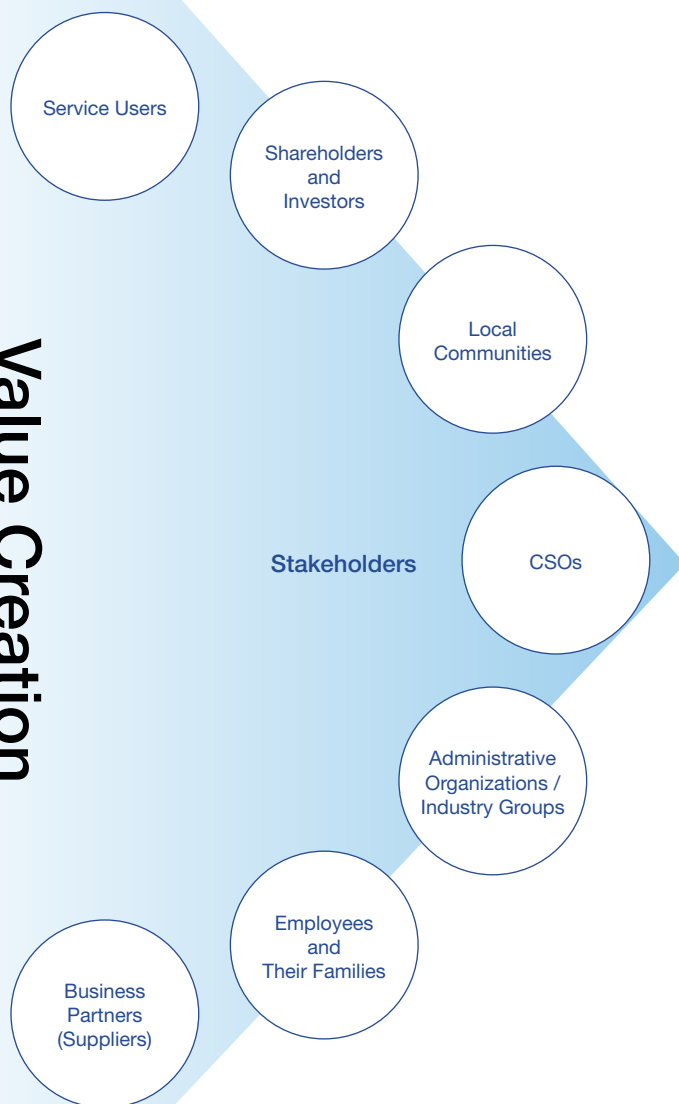 Service Users
Shareholders
and
Investors
Local
Communities
Value Creation
Stakeholders
CSOs
Administrative
Organizations /
Industry Groups
Employees
and
Their Families
Business
Partners
(Suppliers)